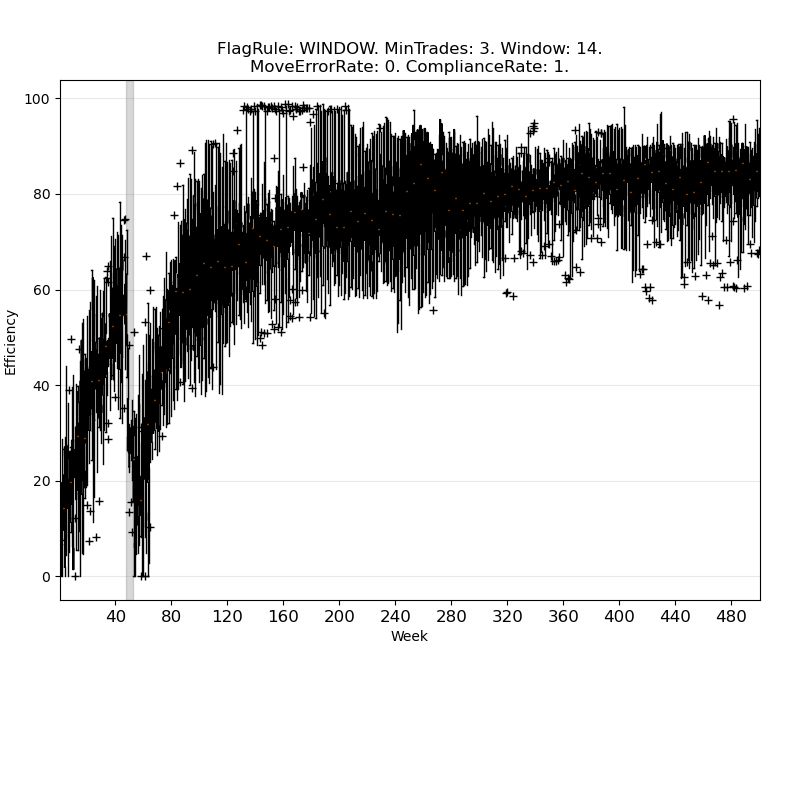 FlagRule: WINDOW. MinTrades: 3. Window: 14.
MoveErrorRate: 0. ComplianceRate: 1.
100
80
60
40
20
0
Efficiency
40 80 120 160 200 240 280 320 360 400 440 480
Week